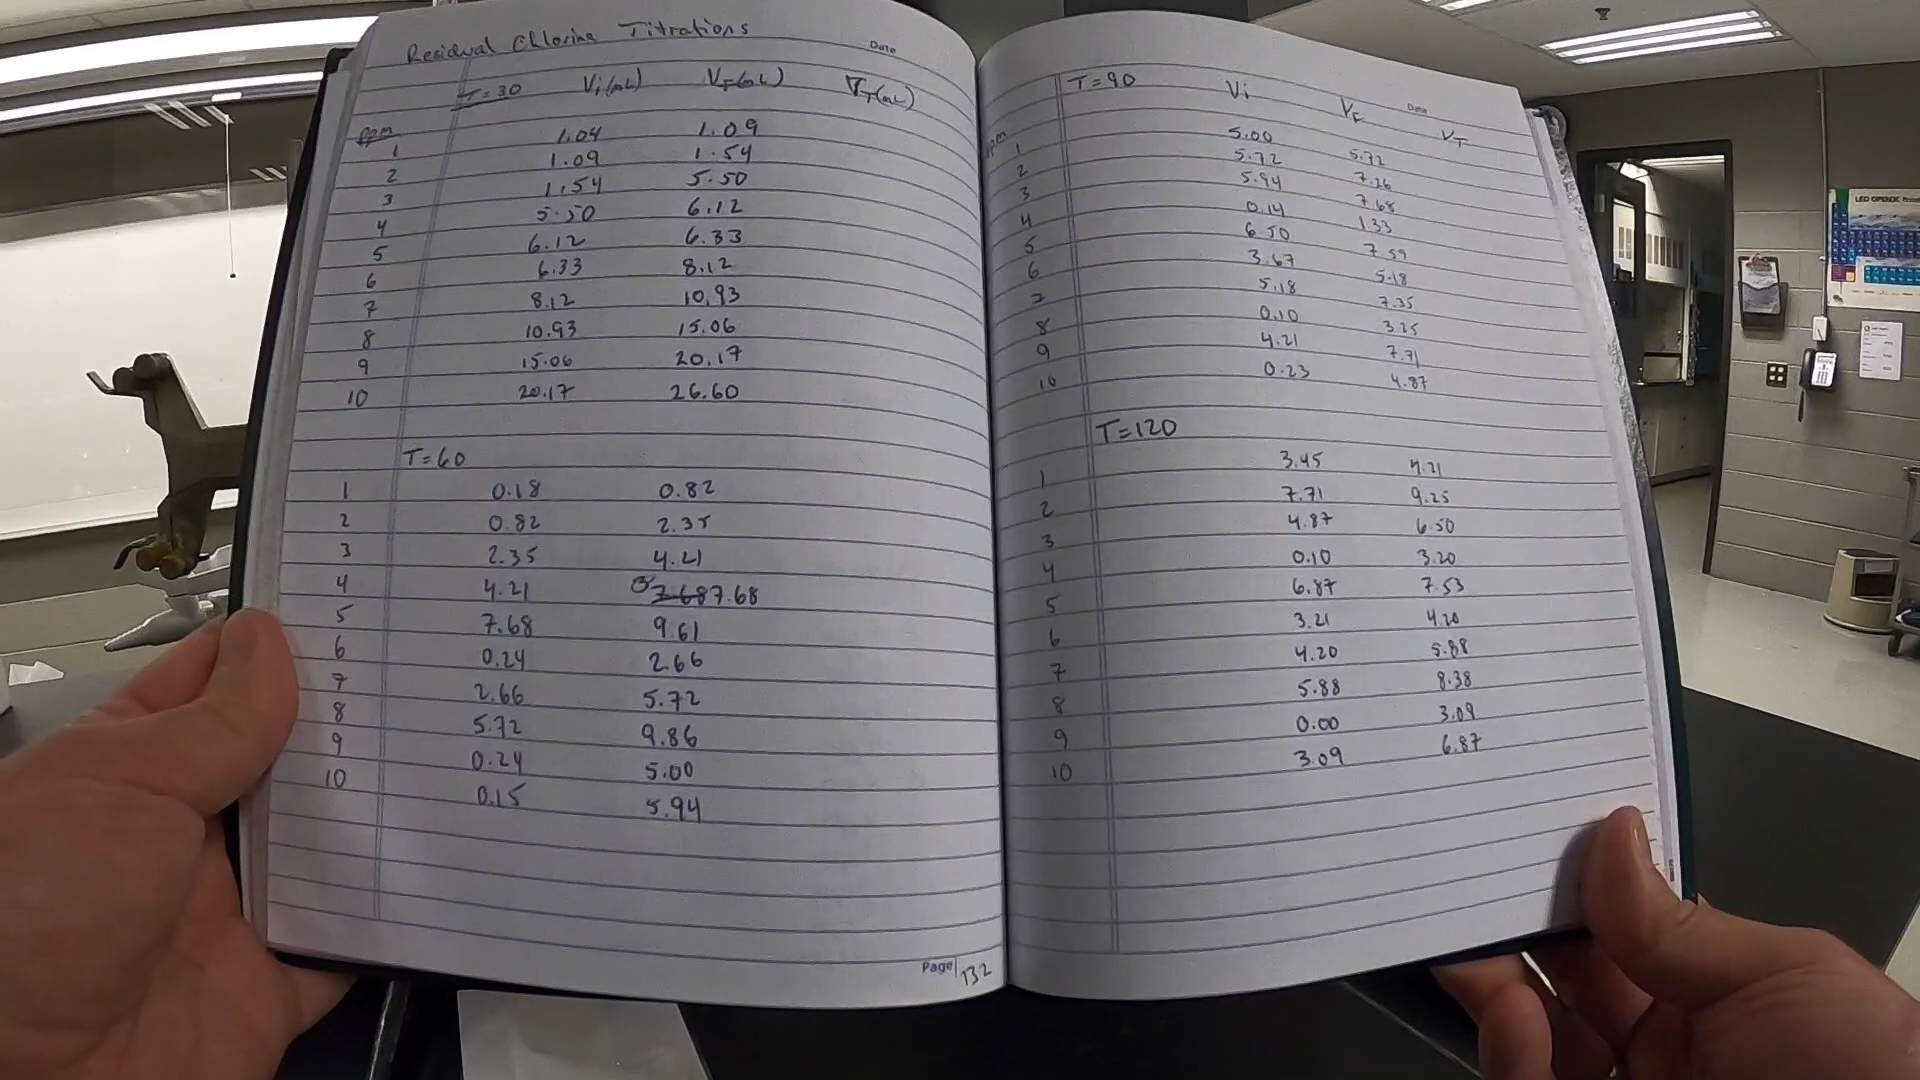 Residual Chlorine Titrations
Date
T=30 Vi(mL) VF(mL) VT(mL)
ppm
1 1.04 1.09
2 1.09 1.54
3 1.54 5.50
4 5.50 6.12
5 6.12 6.33
6 6.33 8.12
7 8.12 10.93
8 10.93 15.06
9 15.06 20.17
10 20.17 26.60
T=60
1 0.18 0.82
2 0.82 2.35
3 2.35 4.21
4 4.21 7.68 7.68
5 7.68 9.61
6 0.24 2.66
7 2.66 5.72
8 5.72 9.86
9 0.24 5.00
10 0.15 5.94
Page 132
T=90 Vi VF VT
Date
ppm
1 5.00 5.72
2 5.72 7.26
3 5.94 7.68
4 0.14 1.33
5 6.50 7.59
6 3.67 5.18
7 5.18 7.35
8 0.10 3.25
9 4.21 7.71
10 0.23 4.87
T=120
1 3.45 4.21
2 7.71 9.25
3 4.87 6.50
4 0.10 3.20
5 6.87 7.53
6 3.21 4.20
7 4.20 5.88
8 5.88 8.38
9 0.00 3.09
10 3.09 6.87